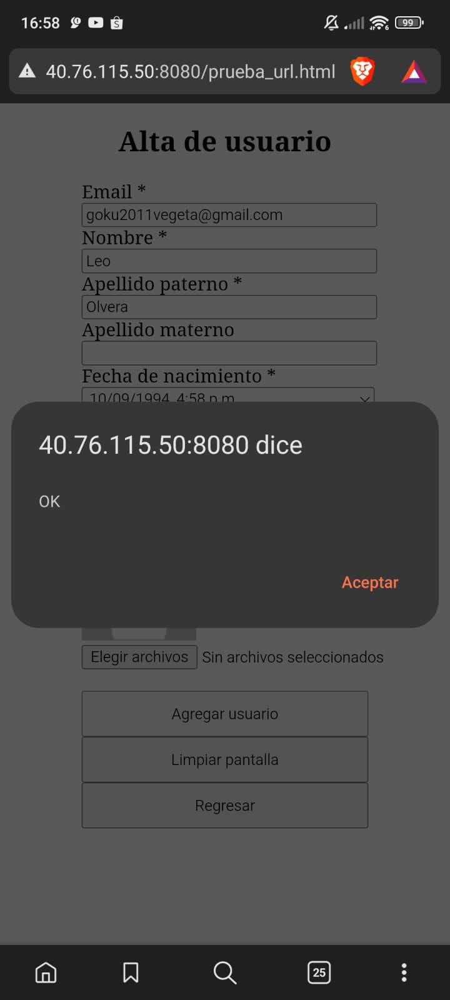 16:58
99
40.76.115.50:8080/prueba_url.html
Alta de usuario
Email *
goku2011vegeta@gmail.com
Nombre *
Leo
Apellido paterno *
Olvera
Apellido materno
Fecha de nacimiento *
10/09/1994, 4:58 p.m.
40.76.115.50:8080 dice
OK
Aceptar
Elegir archivos Sin archivos seleccionados
Agregar usuario
Limpiar pantalla
Regresar
25